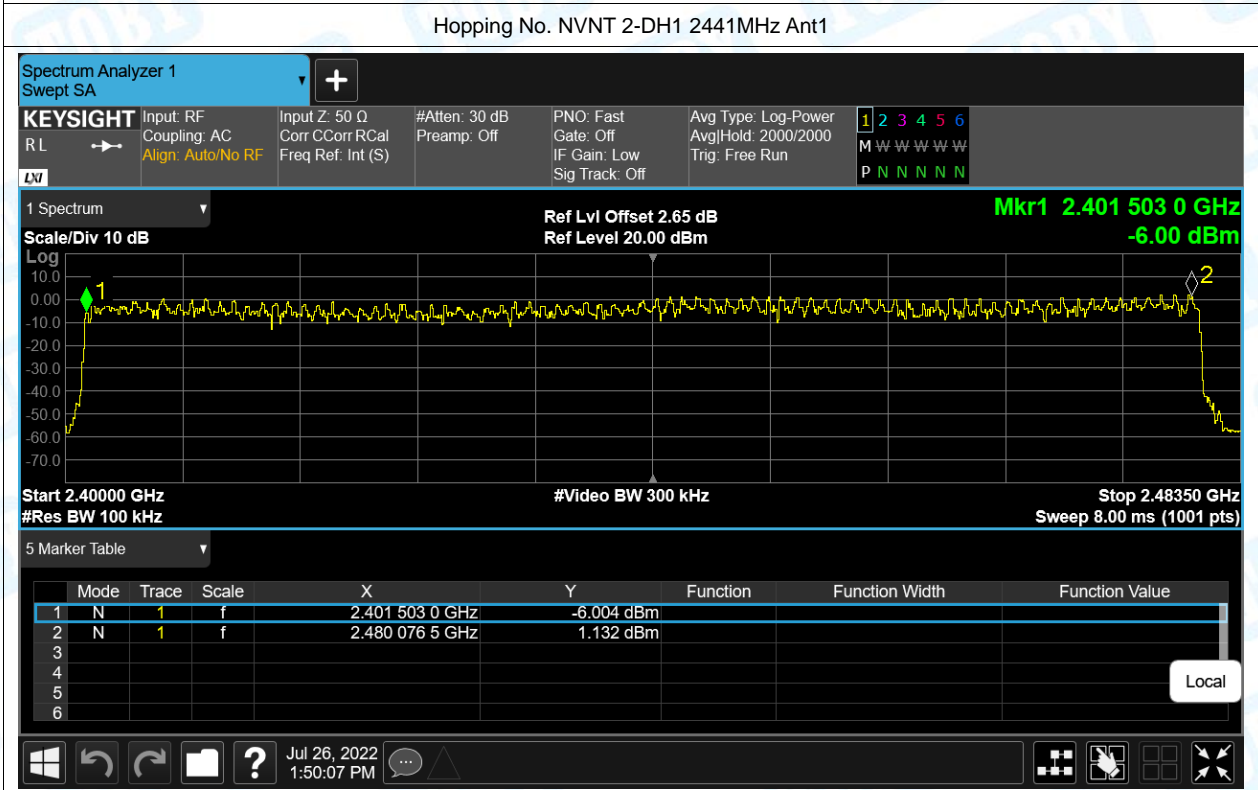 Hopping No. NVNT 2-DH1 2441MHz Ant1
Spectrum Analyzer 1
Swept SA
KEYSIGHT
R L
LXI
Input: RF
Coupling: AC
Align: Auto/No RF
Input Z: 50 Ω
Corr CCorr RCal
Freq Ref: Int (S)
#Atten: 30 dB
Preamp: Off
PNO: Fast
Gate: Off
IF Gain: Low
Sig Track: Off
Avg Type: Log-Power
Avg|Hold: 2000/2000
Trig: Free Run
1 2 3 4 5 6
M W W W W W
P N N N N N
1 Spectrum
Scale/Div 10 dB
Ref Lvl Offset 2.65 dB
Ref Level 20.00 dBm
Mkr1 2.401 503 0 GHz
-6.00 dBm
Log
10.0
0.00
-10.0
-20.0
-30.0
-40.0
-50.0
-60.0
-70.0
1
2
Start 2.40000 GHz
#Res BW 100 kHz
#Video BW 300 kHz
Stop 2.48350 GHz
Sweep 8.00 ms (1001 pts)
5 Marker Table
Mode Trace Scale X Y Function Function Width Function Value
1 N 1 f 2.401 503 0 GHz -6.004 dBm
2 N 1 f 2.480 076 5 GHz 1.132 dBm
3
4
5
6
Local
?
Jul 26, 2022
1:50:07 PM